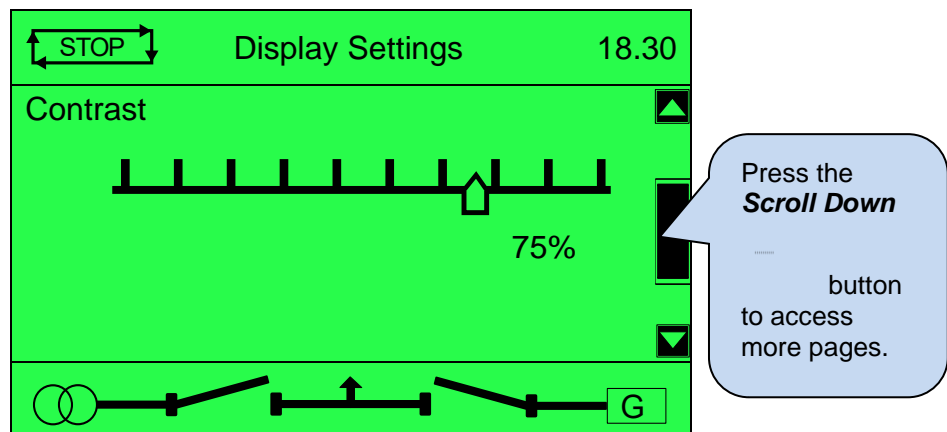 STOP Display Settings 18.30
Contrast
75%
Press the
Scroll Down
button
to access
more pages.
G